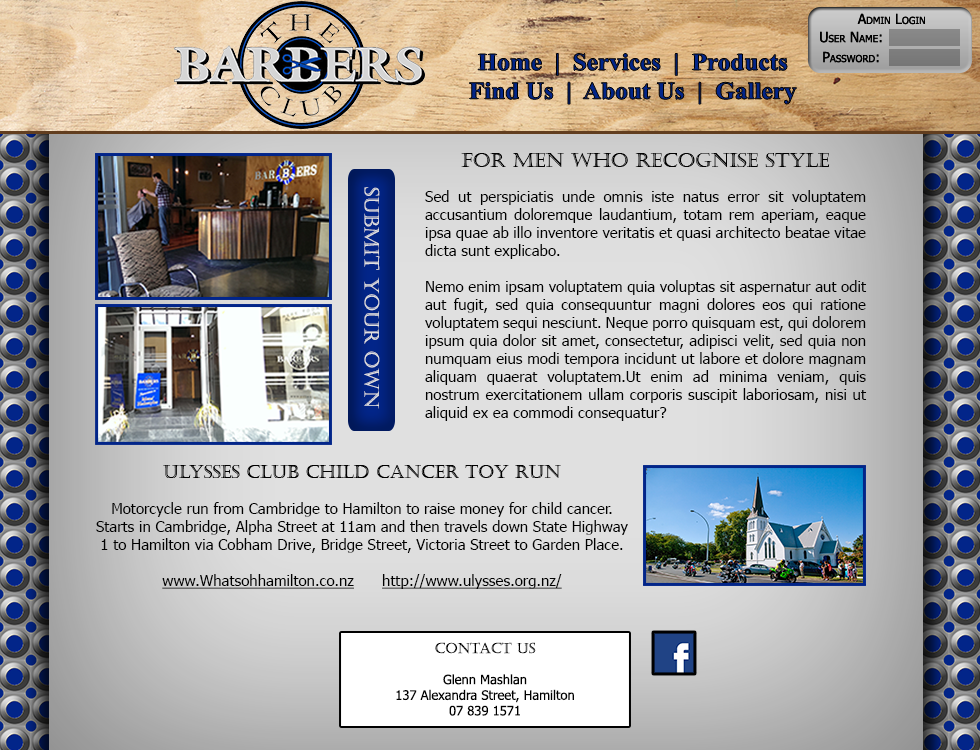 THE
BARBERS
CLUB
Admin Login
User Name:
Password:
Home | Services | Products
Find Us | About Us | Gallery
BARBERS
BARBERS
BARBERS
SUBMIT YOUR OWN
FOR MEN WHO RECOGNISE STYLE
Sed ut perspiciatis unde omnis iste natus error sit voluptatem
accusantium doloremque laudantium, totam rem aperiam, eaque
ipsa quae ab illo inventore veritatis et quasi architecto beatae vitae
dicta sunt explicabo.
Nemo enim ipsam voluptatem quia voluptas sit aspernatur aut odit
aut fugit, sed quia consequuntur magni dolores eos qui ratione
voluptatem sequi nesciunt. Neque porro quisquam est, qui dolorem
ipsum quia dolor sit amet, consectetur, adipisci velit, sed quia non
numquam eius modi tempora incidunt ut labore et dolore magnam
aliquam quaerat voluptatem.Ut enim ad minima veniam, quis
nostrum exercitationem ullam corporis suscipit laboriosam, nisi ut
aliquid ex ea commodi consequatur?
ULYSSES CLUB CHILD CANCER TOY RUN
Motorcycle run from Cambridge to Hamilton to raise money for child cancer.
Starts in Cambridge, Alpha Street at 11am and then travels down State Highway
1 to Hamilton via Cobham Drive, Bridge Street, Victoria Street to Garden Place.
www.Whatsohhamilton.co.nz http://www.ulysses.org.nz/
CONTACT US
Glenn Mashlan
137 Alexandra Street, Hamilton
07 839 1571
f